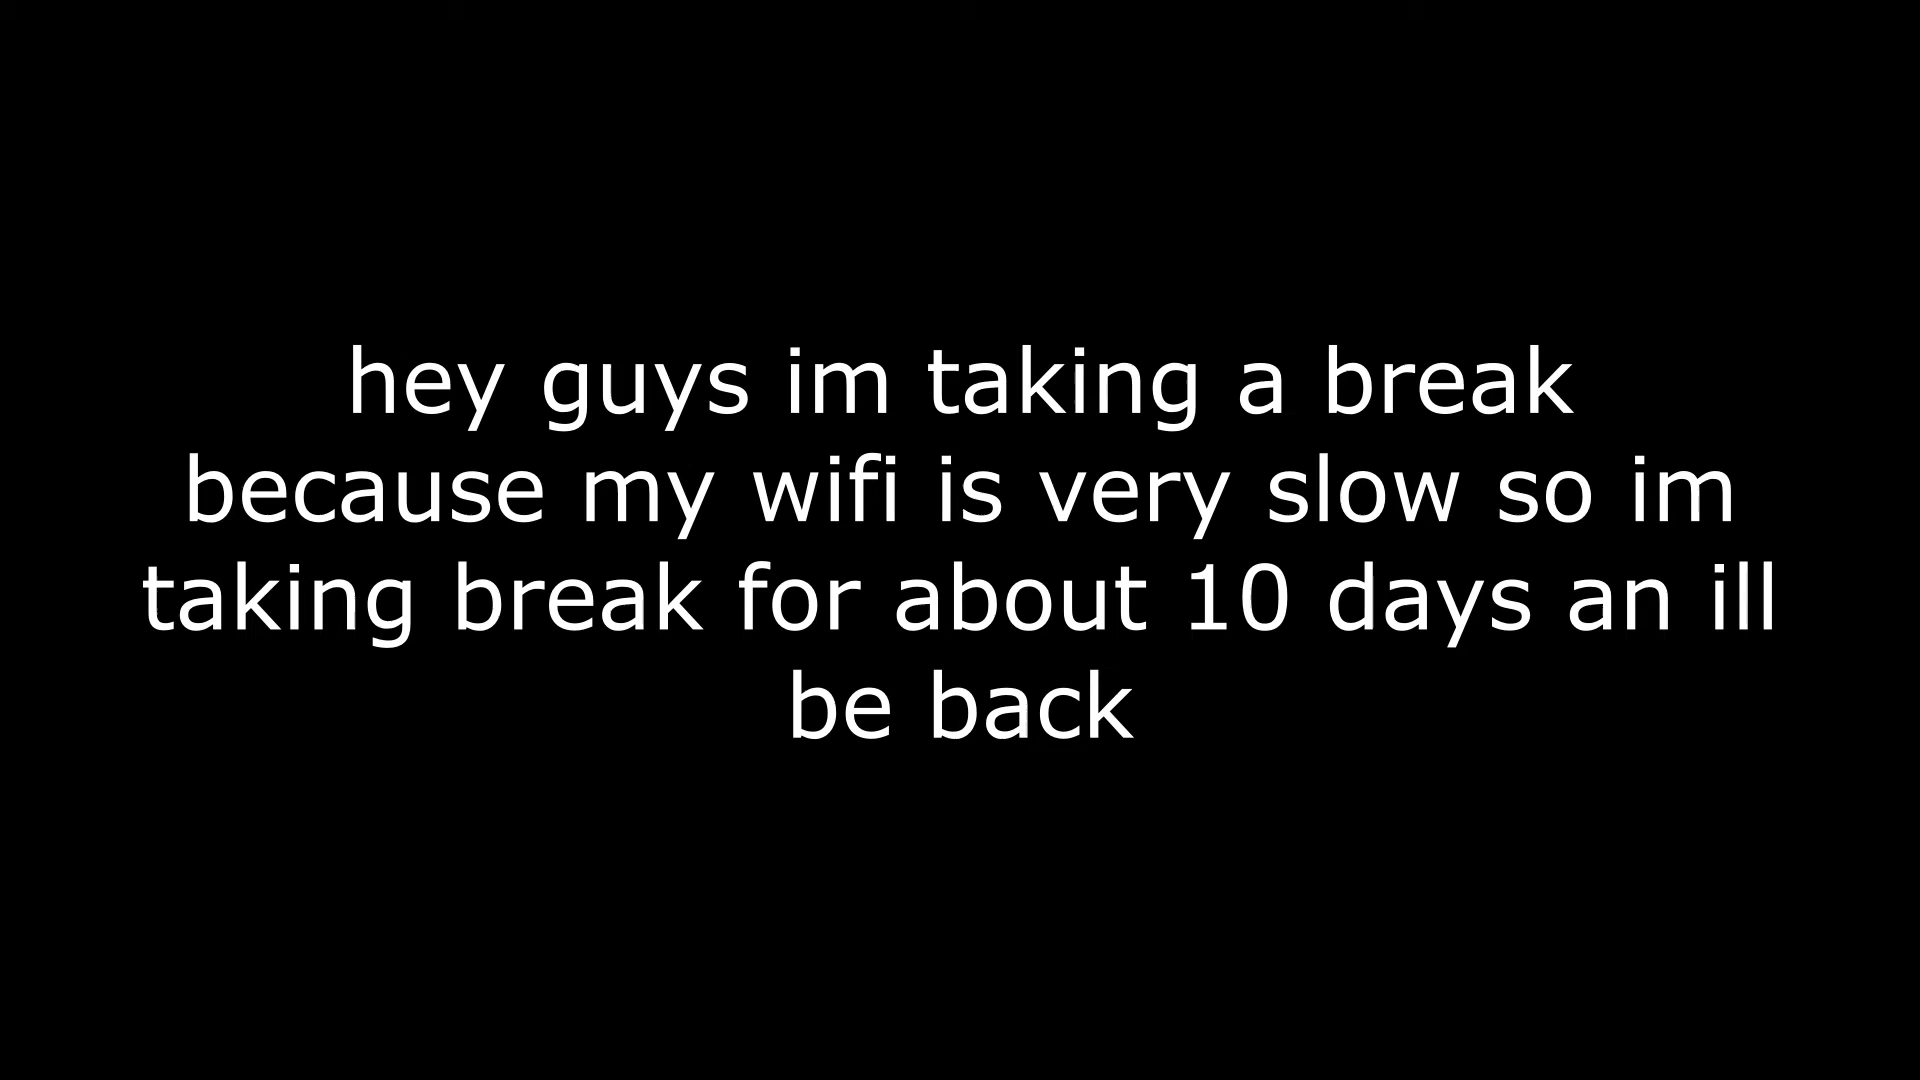 hey guys im taking a break
because my wifi is very slow so im
taking break for about 10 days an ill
be back